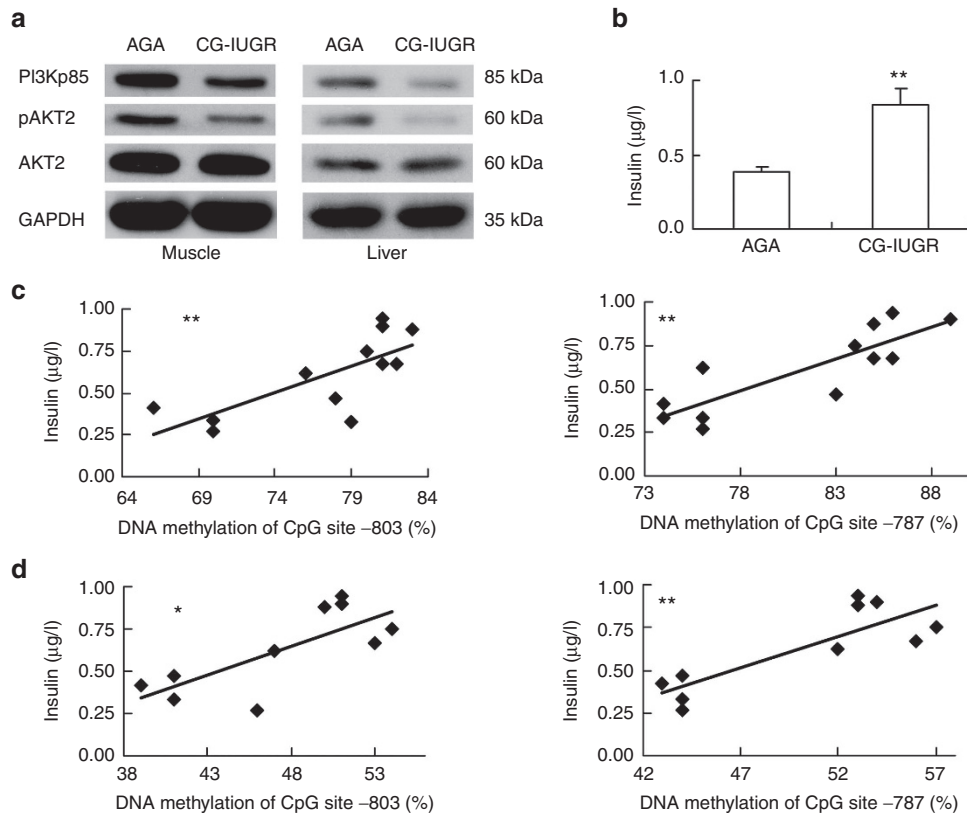 a
AGA CG-IUGR AGA CG-IUGR
PI3Kp85 85 kDa
pAKT2 60 kDa
AKT2 60 kDa
GAPDH 35 kDa
Muscle Liver
b
**
1.0
0.5
0.0
Insulin (µg/l)
AGA CG-IUGR
c
**
1.00
0.75
0.50
0.25
0.00
Insulin (µg/l)
64 69 74 79 84
DNA methylation of CpG site –803 (%)
**
1.00
0.75
0.50
0.25
0.00
Insulin (µg/l)
73 78 83 88
DNA methylation of CpG site –787 (%)
d
*
1.00
0.75
0.50
0.25
0.00
Insulin (µg/l)
38 43 48 53
DNA methylation of CpG site –803 (%)
**
1.00
0.75
0.50
0.25
0.00
Insulin (µg/l)
42 47 52 57
DNA methylation of CpG site –787 (%)